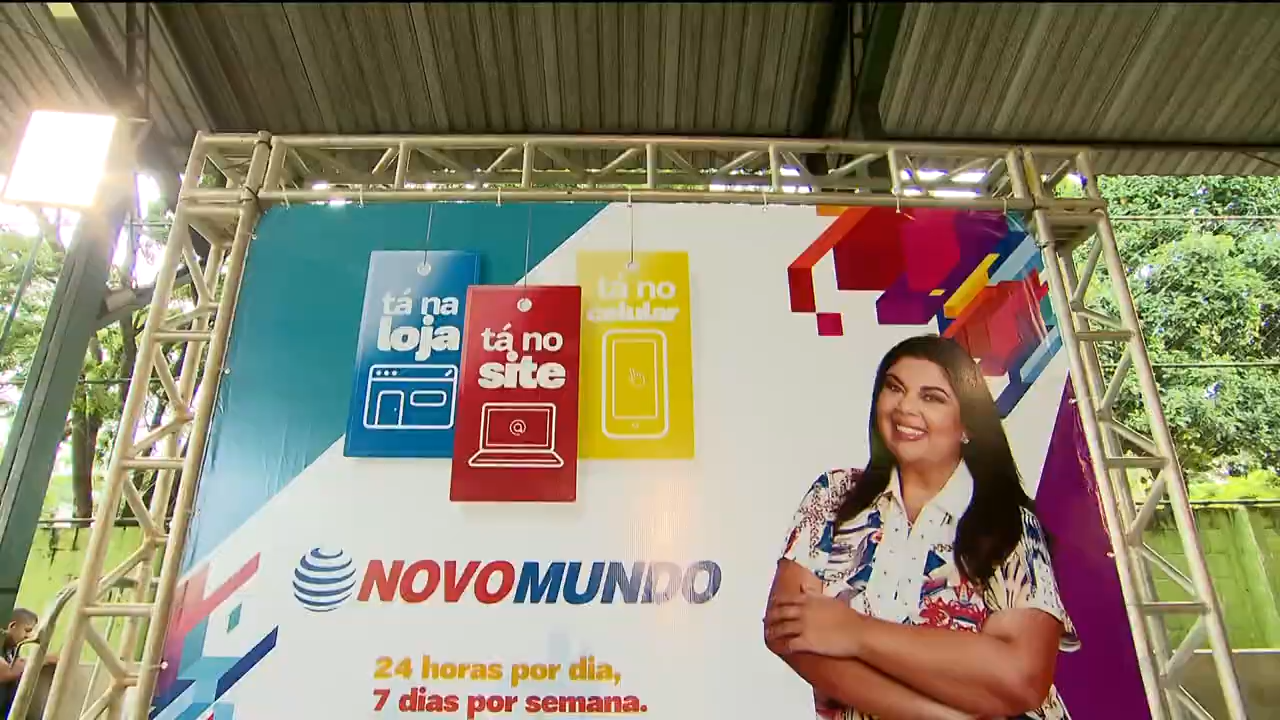 tá na
loja
tá no
site
@
tá no
celular
NOVOMUNDO
24 horas por dia,
7 dias por semana.